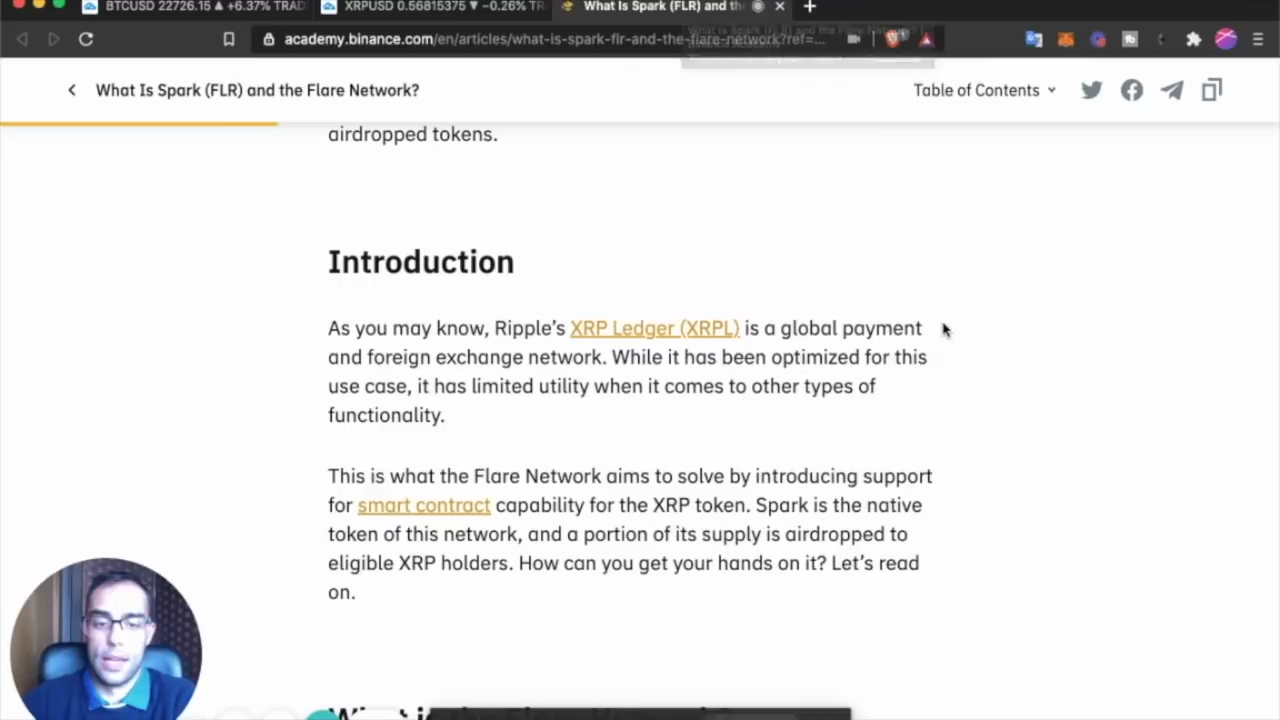 BTCUSD 22726.15 ▲ +6.37% TRAD
XRPUSD 0.56815375 ▼ −0.26% TR
What Is Spark (FLR) and the
academy.binance.com/en/articles/what-is-spark-flr-and-the-flare-network?ref=...
What Is Spark (FLR) and the Flare Network?
Table of Contents
airdropped tokens.
Introduction
As you may know, Ripple’s XRP Ledger (XRPL) is a global payment
and foreign exchange network. While it has been optimized for this
use case, it has limited utility when it comes to other types of
functionality.
This is what the Flare Network aims to solve by introducing support
for smart contract capability for the XRP token. Spark is the native
token of this network, and a portion of its supply is airdropped to
eligible XRP holders. How can you get your hands on it? Let’s read
on.